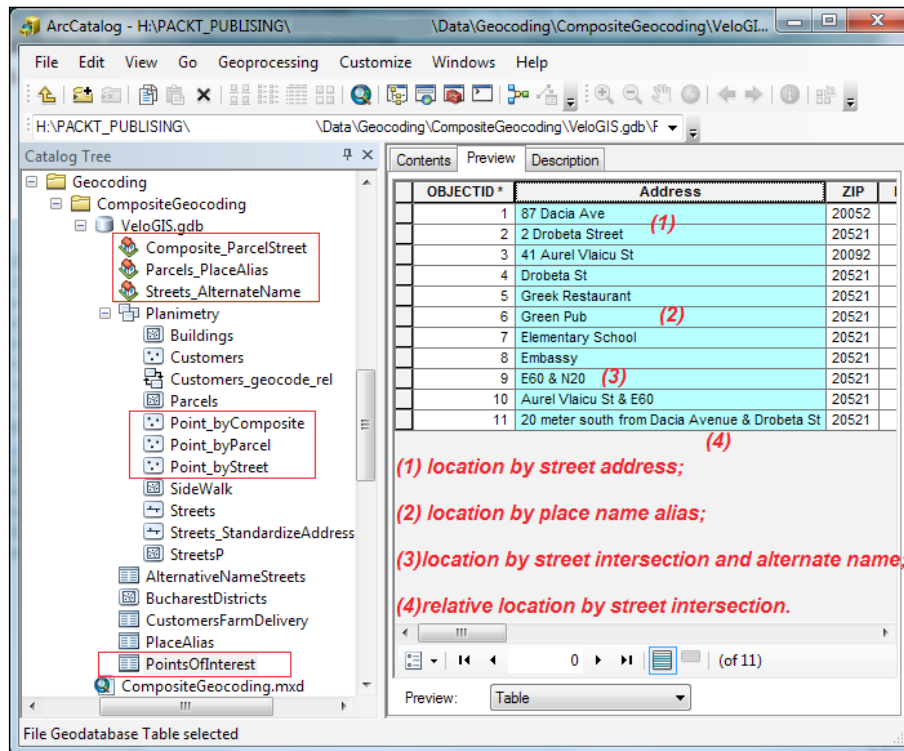 ArcCatalog - H:\PACKT_PUBLISING\ \Data\Geocoding\CompositeGeocoding\VeloGI...
File Edit View Go Geoprocessing Customize Windows Help
H:\PACKT_PUBLISING\ \Data\Geocoding\CompositeGeocoding\VeloGIS.gdb\F
Catalog Tree
Geocoding
CompositeGeocoding
VeloGIS.gdb
Composite_ParcelStreet
Parcels_PlaceAlias
Streets_AlternateName
Planimetry
Buildings
Customers
Customers_geocode_rel
Parcels
Point_byComposite
Point_byParcel
Point_byStreet
SideWalk
Streets
Streets_StandardizeAddress
StreetsP
AlternativeNameStreets
BucharestDistricts
CustomersFarmDelivery
PlaceAlias
PointsOfInterest
CompositeGeocoding.mxd
Contents Preview Description
OBJECTID * Address ZIP
1 87 Dacia Ave 20052
(1)
2 2 Drobeta Street 20521
3 41 Aurel Vlaicu St 20092
4 Drobeta St 20521
5 Greek Restaurant 20521
6 Green Pub (2) 20521
7 Elementary School 20521
8 Embassy 20521
9 E60 & N20 (3) 20521
10 Aurel Vlaicu St & E60 20521
11 20 meter south from Dacia Avenue & Drobeta St 20521
(4)
(1) location by street address;
(2) location by place name alias;
(3)location by street intersection and alternate name;
(4)relative location by street intersection.
0 (of 11)
Preview: Table
File Geodatabase Table selected